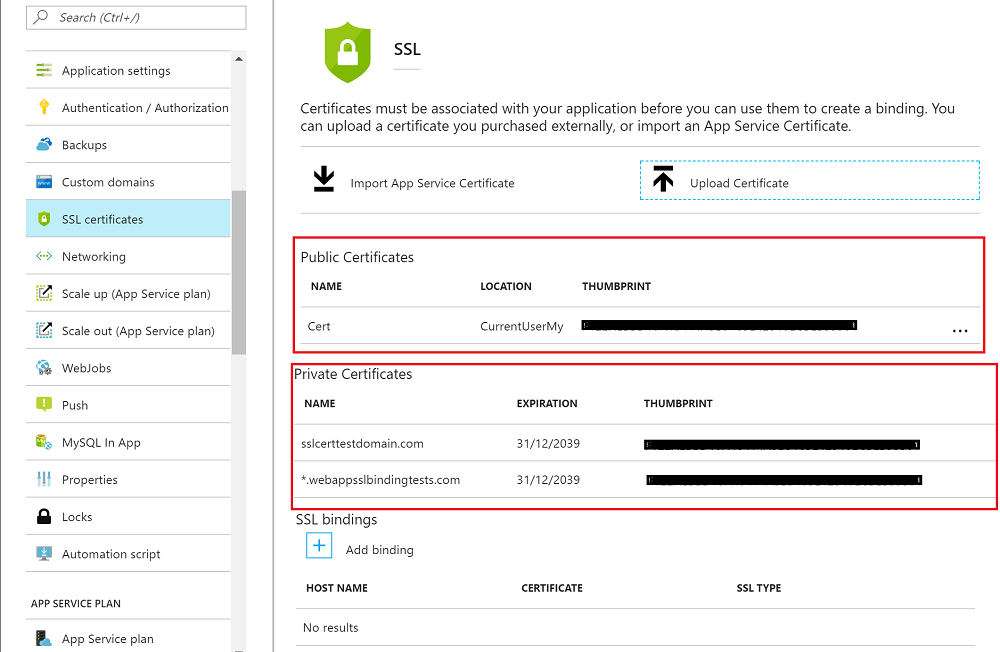 Search (Ctrl+/)
Application settings
Authentication / Authorization
Backups
Custom domains
SSL certificates
Networking
Scale up (App Service plan)
Scale out (App Service plan)
WebJobs
Push
MySQL In App
Properties
Locks
Automation script
APP SERVICE PLAN
App Service plan
SSL
Certificates must be associated with your application before you can use them to create a binding. You
can upload a certificate you purchased externally, or import an App Service Certificate.
Import App Service Certificate
Upload Certificate
Public Certificates
NAME LOCATION THUMBPRINT
Cert CurrentUserMy ...
Private Certificates
NAME EXPIRATION THUMBPRINT
sslcerttestdomain.com 31/12/2039
*.webappsslbindingtests.com 31/12/2039
SSL bindings
+ Add binding
HOST NAME CERTIFICATE SSL TYPE
No results